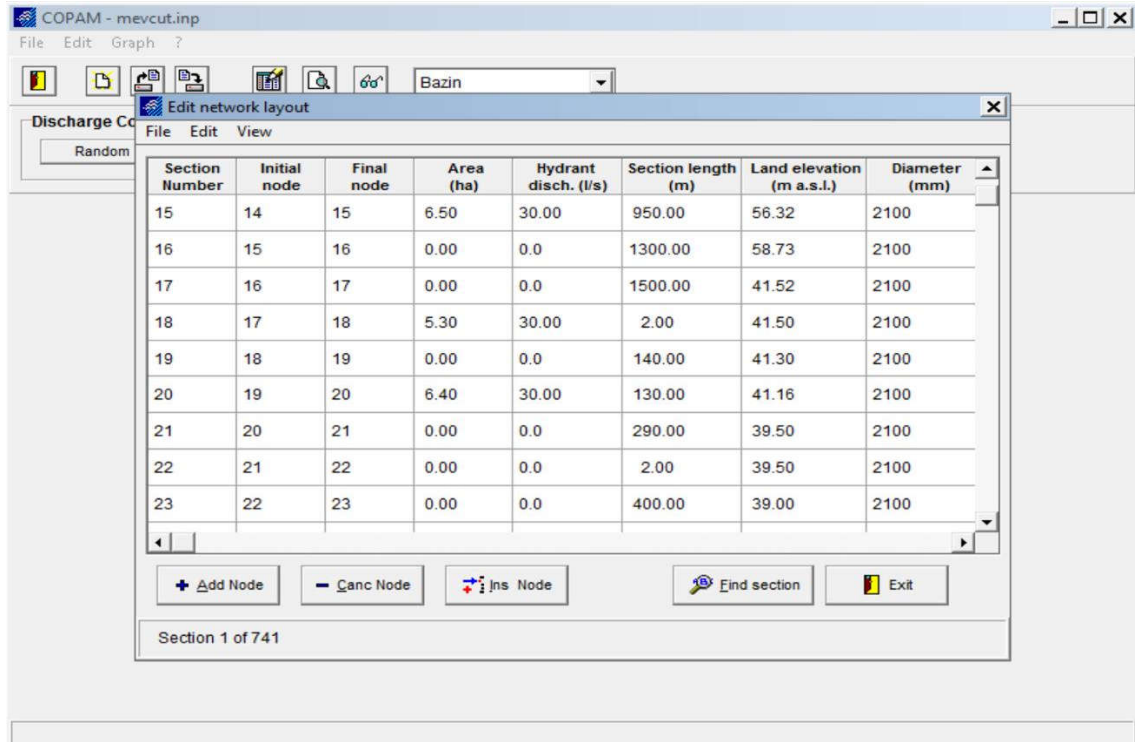 COPAM - mevcut.inp
File Edit Graph ?
Bazin
Edit network layout
Discharge Co
File Edit View
Random
Section Number Initial node Final node Area (ha) Hydrant disch. (l/s) Section length (m) Land elevation (m a.s.l.) Diameter (mm)
15 14 15 6.50 30.00 950.00 56.32 2100
16 15 16 0.00 0.0 1300.00 58.73 2100
17 16 17 0.00 0.0 1500.00 41.52 2100
18 17 18 5.30 30.00 2.00 41.50 2100
19 18 19 0.00 0.0 140.00 41.30 2100
20 19 20 6.40 30.00 130.00 41.16 2100
21 20 21 0.00 0.0 290.00 39.50 2100
22 21 22 0.00 0.0 2.00 39.50 2100
23 22 23 0.00 0.0 400.00 39.00 2100
Add Node Canc Node Ins Node Find section Exit
Section 1 of 741